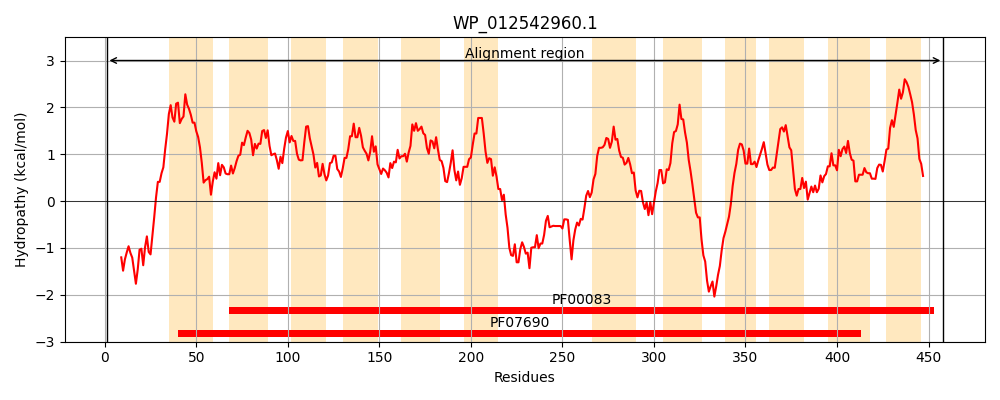 WP_012542960.1
Hydropathy (kcal/mol)
3
2
1
0
−1
−2
−3
Alignment region
PF00083
PF07690
0 50 100 150 200 250 300 350 400 450
Residues